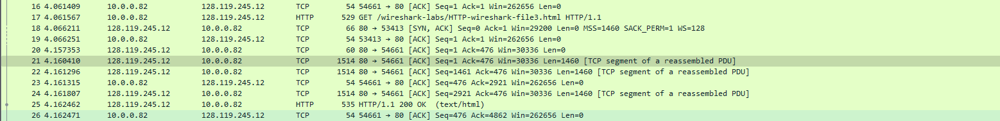 16 4.061409 10.0.0.82 128.119.245.12 TCP 54 54661 → 80 [ACK] Seq=1 Ack=1 Win=262656 Len=0
17 4.061567 10.0.0.82 128.119.245.12 HTTP 529 GET /wireshark-labs/HTTP-wireshark-file3.html HTTP/1.1
18 4.066211 128.119.245.12 10.0.0.82 TCP 66 80 → 53413 [SYN, ACK] Seq=0 Ack=1 Win=29200 Len=0 MSS=1460 SACK_PERM=1 WS=128
19 4.066251 10.0.0.82 128.119.245.12 TCP 54 53413 → 80 [ACK] Seq=1 Ack=1 Win=262656 Len=0
20 4.157353 128.119.245.12 10.0.0.82 TCP 60 80 → 54661 [ACK] Seq=1 Ack=476 Win=30336 Len=0
21 4.160410 128.119.245.12 10.0.0.82 TCP 1514 80 → 54661 [ACK] Seq=1 Ack=476 Win=30336 Len=1460 [TCP segment of a reassembled PDU]
22 4.161296 128.119.245.12 10.0.0.82 TCP 1514 80 → 54661 [ACK] Seq=1461 Ack=476 Win=30336 Len=1460 [TCP segment of a reassembled PDU]
23 4.161315 10.0.0.82 128.119.245.12 TCP 54 54661 → 80 [ACK] Seq=476 Ack=2921 Win=262656 Len=0
24 4.161807 128.119.245.12 10.0.0.82 TCP 1514 80 → 54661 [ACK] Seq=2921 Ack=476 Win=30336 Len=1460 [TCP segment of a reassembled PDU]
25 4.162462 128.119.245.12 10.0.0.82 HTTP 535 HTTP/1.1 200 OK (text/html)
26 4.162471 10.0.0.82 128.119.245.12 TCP 54 54661 → 80 [ACK] Seq=476 Ack=4862 Win=262656 Len=0